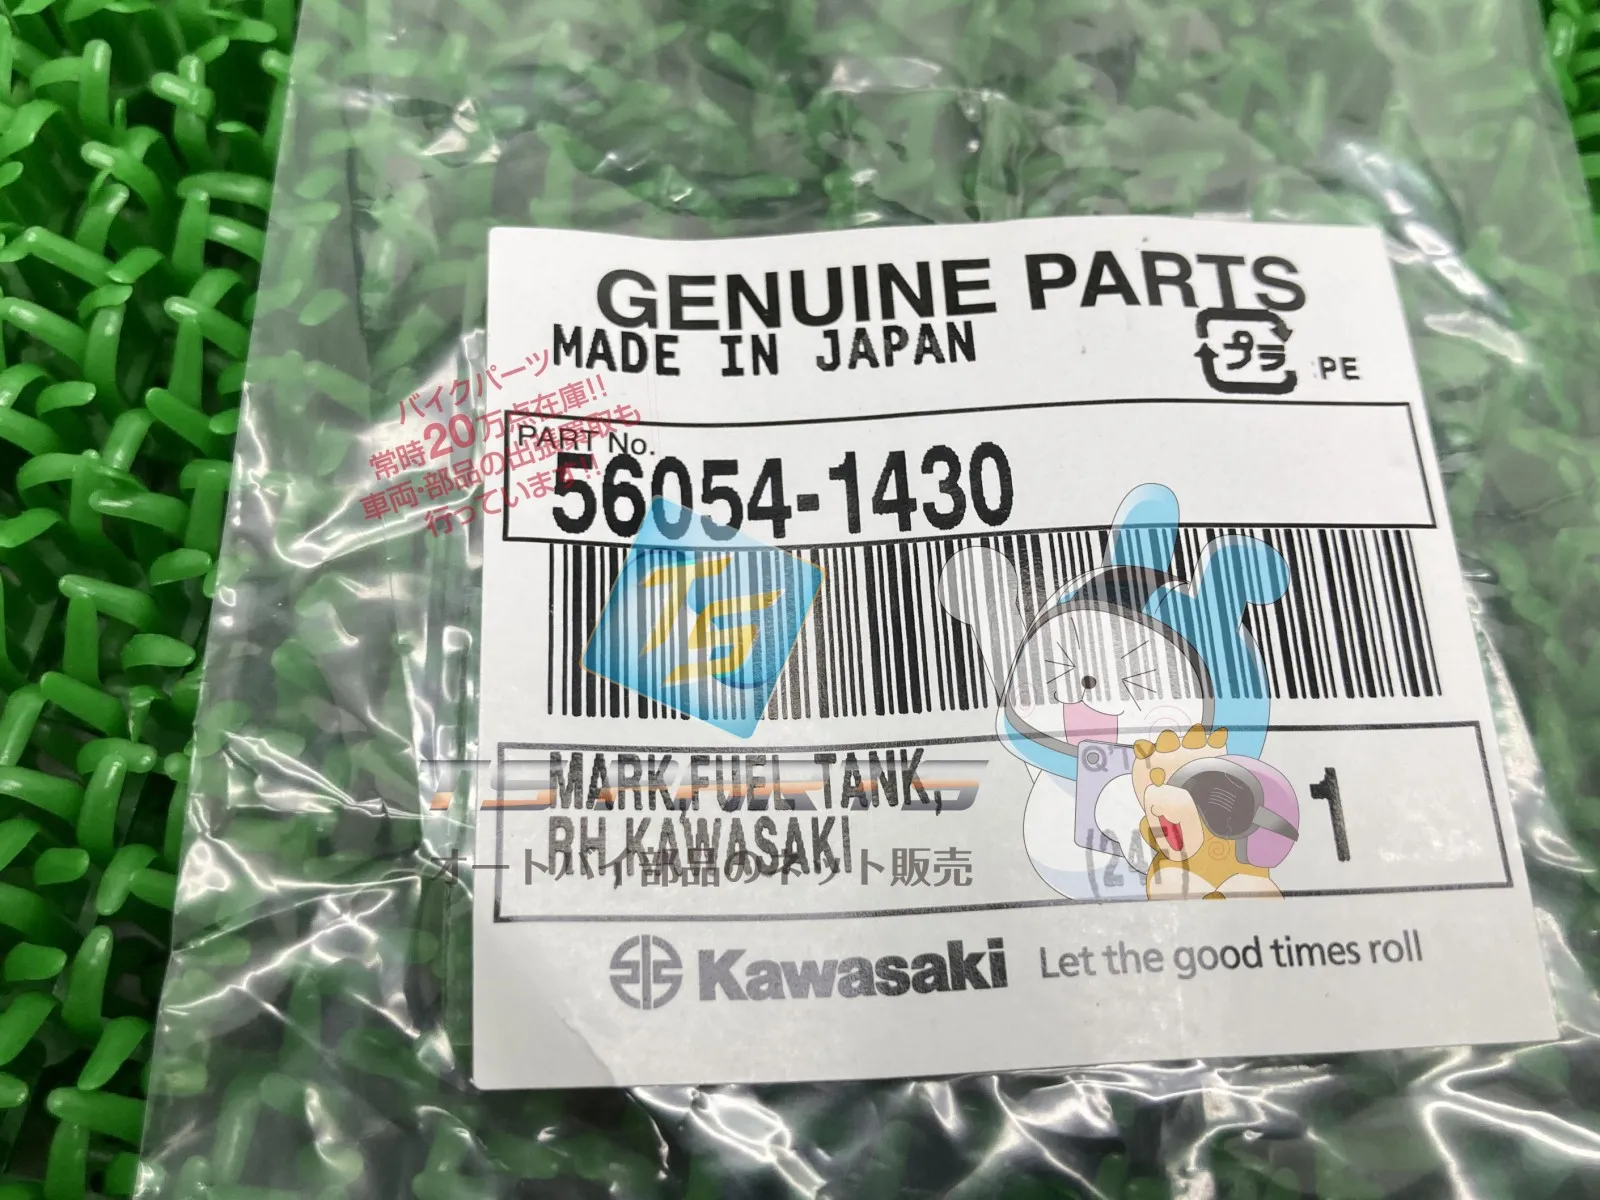 GENUINE PARTS
MADE IN JAPAN
プラ
PE
バイクパーツ
常時20万点在庫!!
車両・部品の出張買取も
行っています!!
PART No.
56054-1430
TS
MARK,FUEL TANK,
RH,KAWASAKI
Q'TY
1
オートバイ部品のネット販売
Kawasaki
Let the good times roll